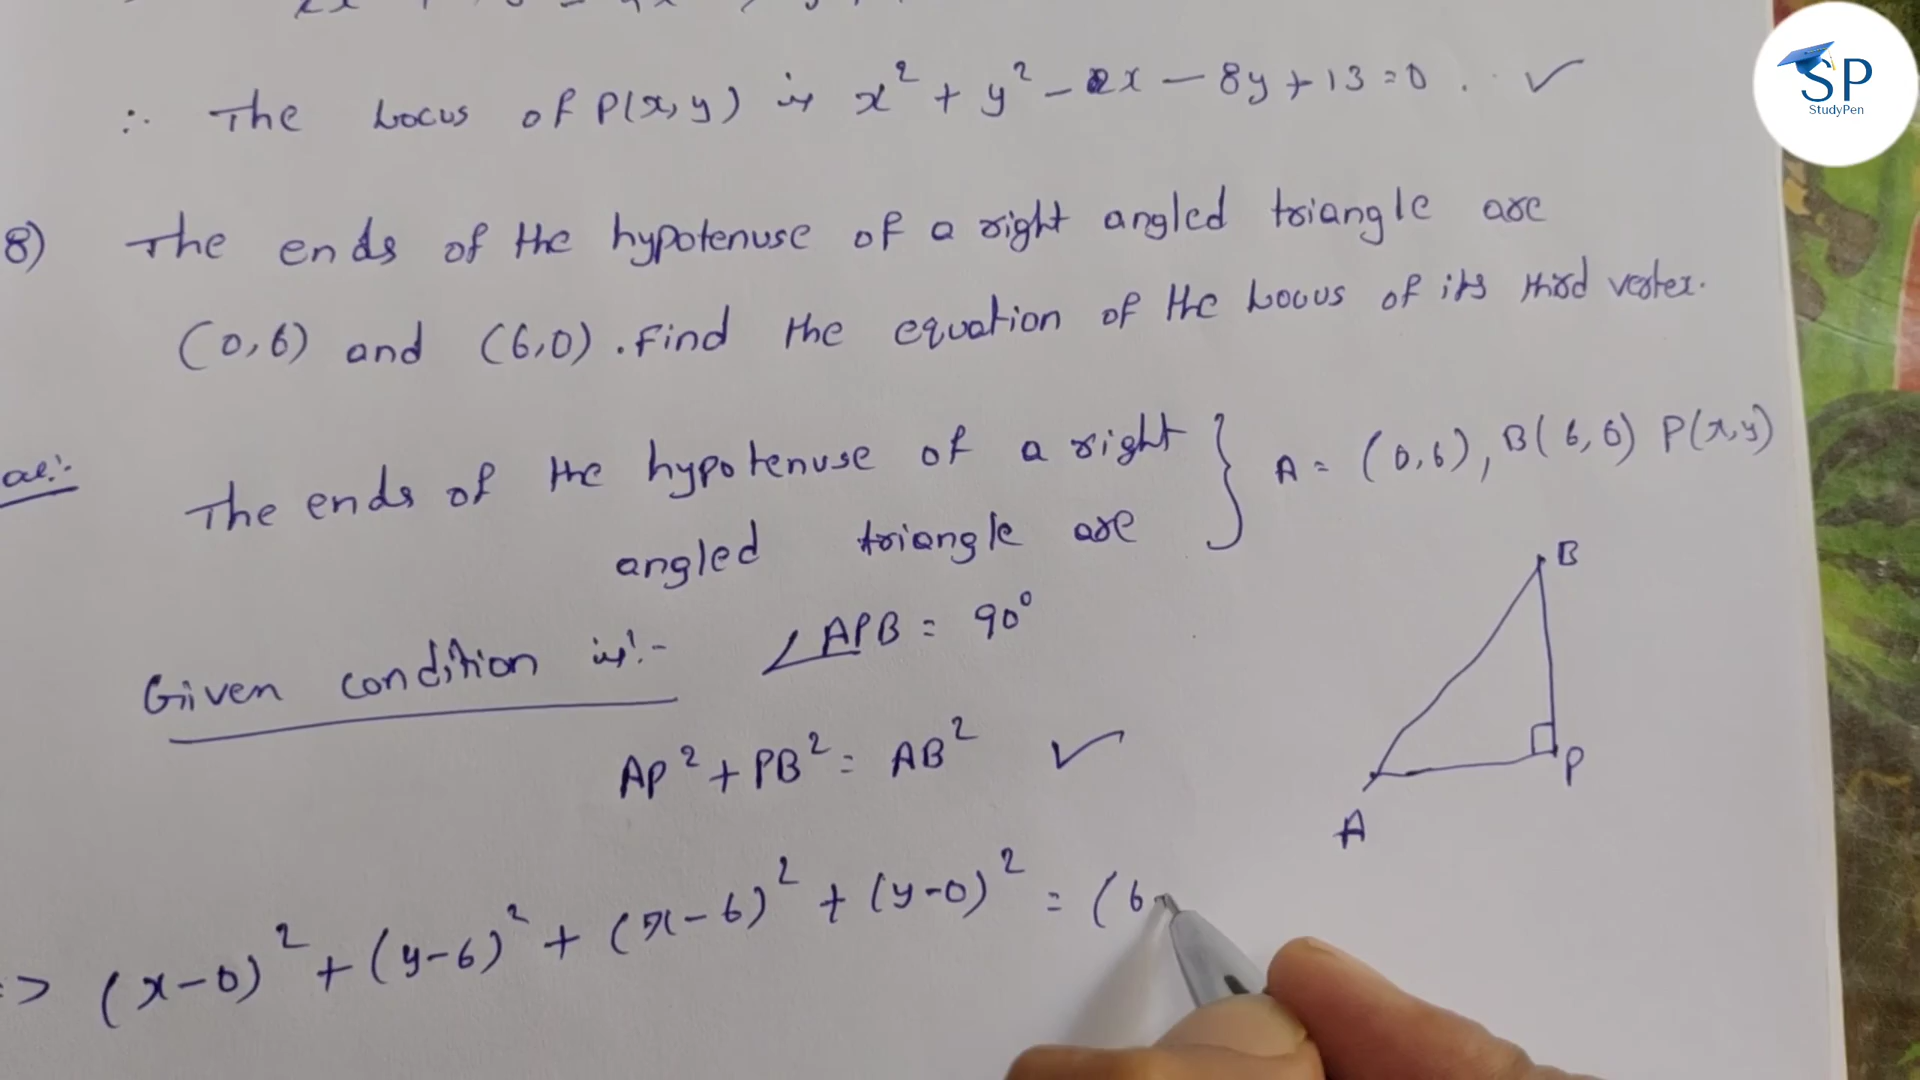 ∴ The Locus of P(x,y) is x² + y² - 2x - 8y + 13 = 0. ✓
SP
StudyPen
8) The ends of the hypotenuse of a right angled triangle are
(0,6) and (6,0). Find the equation of the Locus of its third vertex.
The ends of the hypotenuse of a right } A = (0,6), B(6,0) P(x,y)
angled triangle are
B
Given condition is:- ∠APB = 90°
AP² + PB² = AB² ✓
P
A
=> (x-0)² + (y-6)² + (x-6)² + (y-0)² = (6-